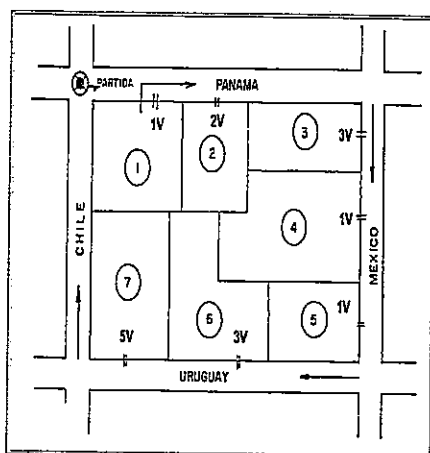 PARTIDA
PANAMA
1V
2V
3V
1
2
3
4
1V
CHILE
MEXICO
7
6
5
1V
5V
3V
URUGUAY